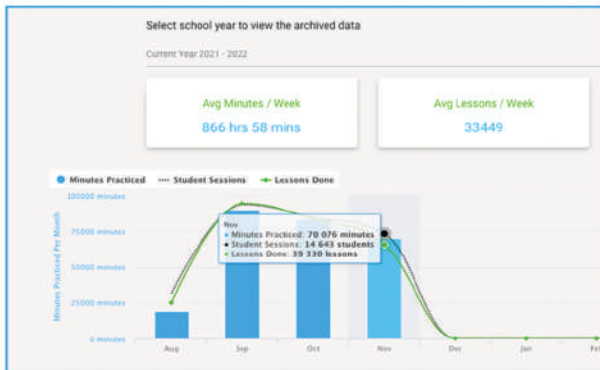 Select school year to view the archived data
Current Year 2021 - 2022
Avg Minutes / Week
866 hrs 58 mins
Avg Lessons / Week
33449
Minutes Practiced
Student Sessions
Lessons Done
Minutes Practiced Per Month
100000 minutes
75000 minutes
50000 minutes
25000 minutes
0 minutes
Nov
Minutes Practiced: 70 076 minutes
Student Sessions: 14 643 students
Lessons Done: 39 330 lessons
Aug
Sep
Oct
Nov
Dec
Jan
Feb